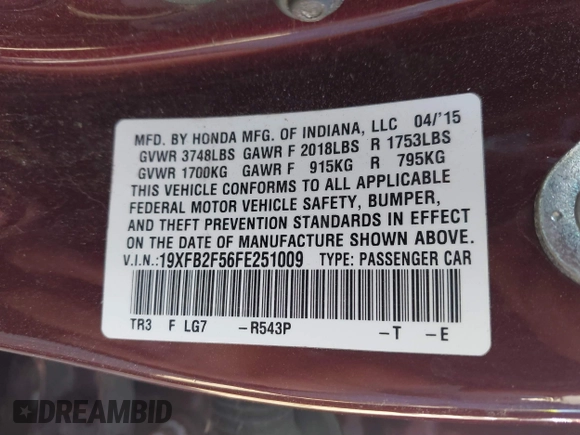 MFD. BY HONDA MFG. OF INDIANA, LLC 04/'15
GVWR 3748LBS GAWR F 2018LBS R 1753LBS
GVWR 1700KG GAWR F 915KG R 795KG
THIS VEHICLE CONFORMS TO ALL APPLICABLE
FEDERAL MOTOR VEHICLE SAFETY, BUMPER,
AND THEFT PREVENTION STANDARDS IN EFFECT
ON THE DATE OF MANUFACTURE SHOWN ABOVE.
V.I.N.: 19XFB2F56FE251009 TYPE: PASSENGER CAR
TR3 F LG7 -R543P -T -E
DREAMBID